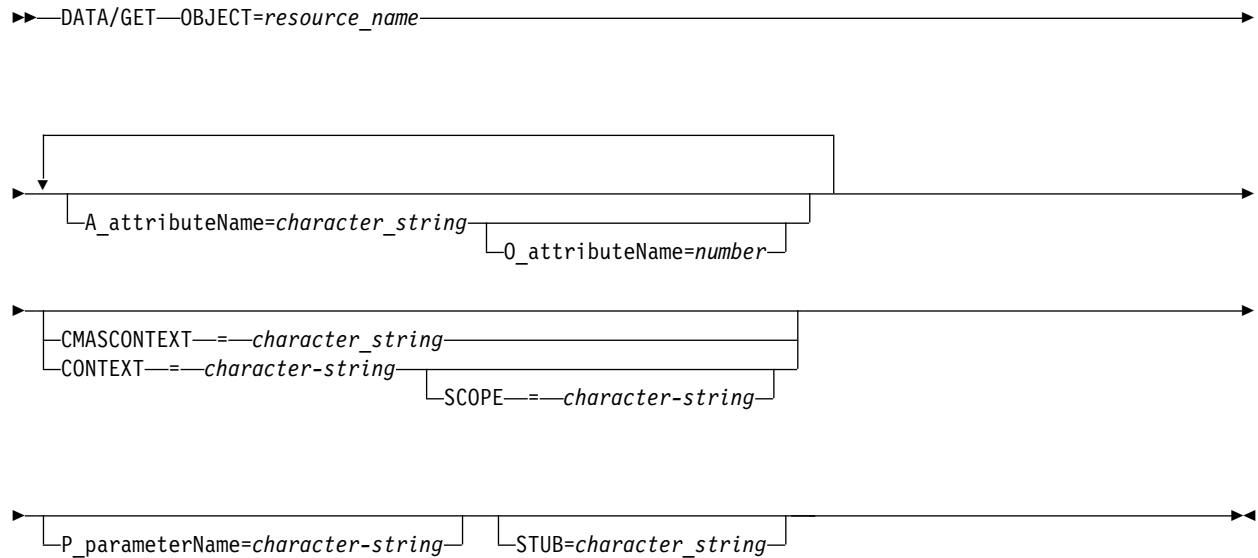 DATA/GET OBJECT=resource_name
A_attributeName=character_string
O_attributeName=number
CMASCONTEXT = character_string
CONTEXT = character-string
SCOPE = character-string
P_parameterName=character-string STUB=character_string